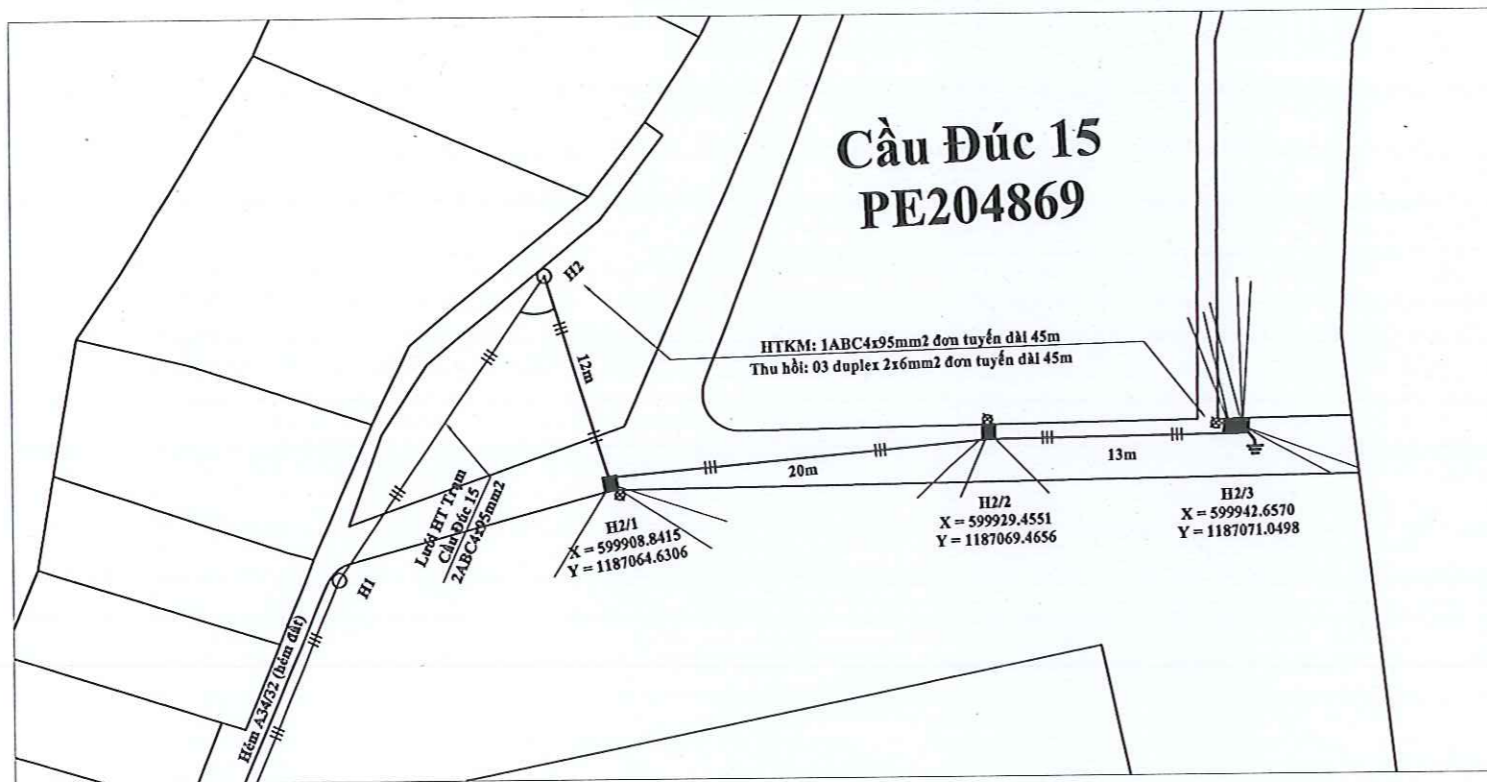 Cầu Đúc 15
PE204869
H2
HTKM: 1ABC4x95mm2 đơn tuyến dài 45m
Thu hồi: 03 duplex 2x6mm2 đơn tuyến dài 45m
12m
20m
13m
H2/1
X = 599908.8415
Y = 1187064.6306
H2/2
X = 599929.4551
Y = 1187069.4656
H2/3
X = 599942.6570
Y = 1187071.0498
Lưới HT Trạm
Cầu Đúc 15
2ABC4x95mm2
H1
Hẻm A34/32 (hẻm đất)